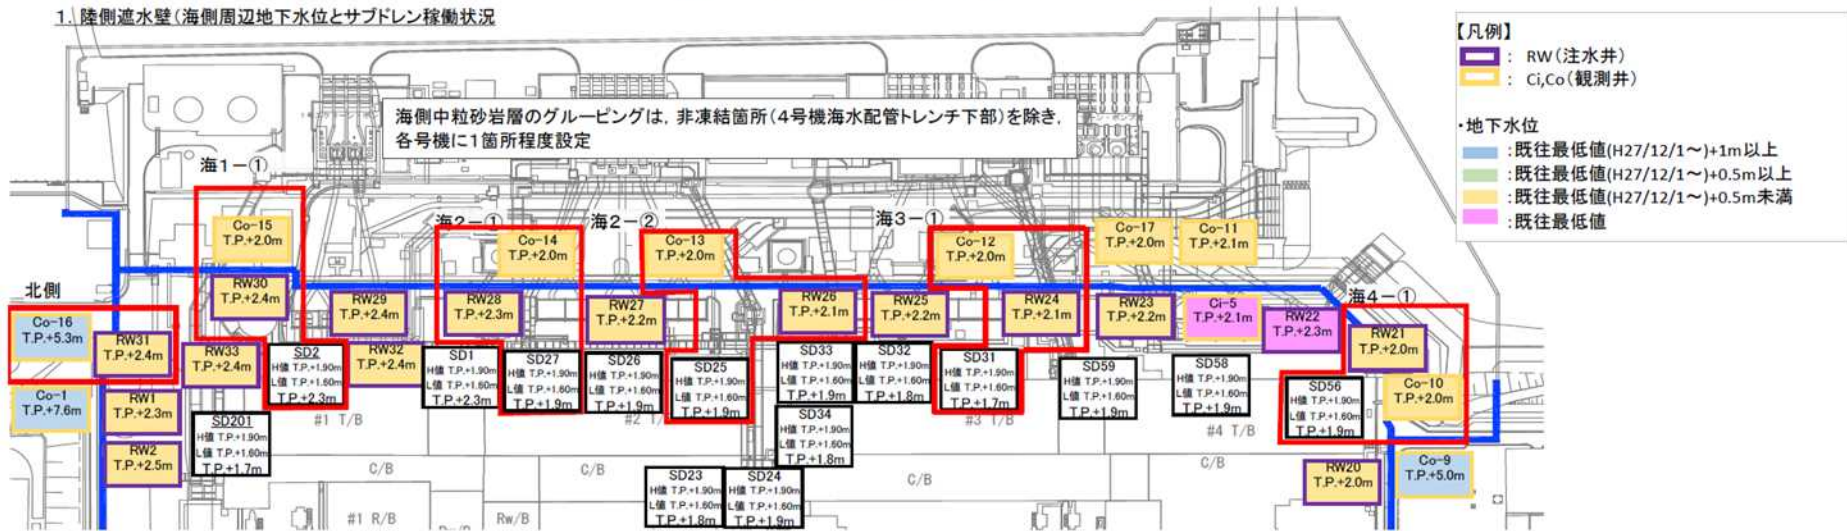 1. 陸側遮水壁(海側周辺地下水位とサブドレン稼働状況
【凡例】
: RW(注水井)
: Ci,Co(観測井)
・地下水位
:既往最低値(H27/12/1～)+1m以上
:既往最低値(H27/12/1～)+0.5m以上
:既往最低値(H27/12/1～)+0.5m未満
:既往最低値
海側中粒砂岩層のグルーピングは, 非凍結箇所(4号機海水配管トレンチ下部)を除き,
各号機に1箇所程度設定
海1-①
海2-①
海2-②
海3-①
海4-①
北側
Co-15
T.P.+2.0m
Co-14
T.P.+2.0m
Co-13
T.P.+2.0m
Co-12
T.P.+2.0m
Co-17
T.P.+2.0m
Co-11
T.P.+2.1m
RW30
T.P.+2.4m
RW29
T.P.+2.4m
RW28
T.P.+2.3m
RW27
T.P.+2.2m
RW26
T.P.+2.1m
RW25
T.P.+2.2m
RW24
T.P.+2.1m
RW23
T.P.+2.2m
Ci-5
T.P.+2.1m
RW22
T.P.+2.3m
RW21
T.P.+2.0m
Co-16
T.P.+5.3m
RW31
T.P.+2.4m
RW33
T.P.+2.4m
SD2
H値 T.P.+1.90m
L値 T.P.+1.60m
T.P.+2.3m
RW32
T.P.+2.4m
SD1
H値 T.P.+1.90m
L値 T.P.+1.60m
T.P.+2.3m
SD27
H値 T.P.+1.90m
L値 T.P.+1.60m
T.P.+1.9m
SD26
H値 T.P.+1.90m
L値 T.P.+1.60m
T.P.+1.9m
SD25
H値 T.P.+1.90m
L値 T.P.+1.60m
T.P.+1.9m
SD33
H値 T.P.+1.90m
L値 T.P.+1.60m
T.P.+1.9m
SD32
H値 T.P.+1.90m
L値 T.P.+1.60m
T.P.+1.8m
SD31
H値 T.P.+1.90m
L値 T.P.+1.60m
T.P.+1.7m
SD59
H値 T.P.+1.90m
L値 T.P.+1.60m
T.P.+1.9m
SD58
H値 T.P.+1.90m
L値 T.P.+1.60m
T.P.+1.9m
SD56
H値 T.P.+1.90m
L値 T.P.+1.60m
T.P.+1.9m
Co-10
T.P.+2.0m
Co-1
T.P.+7.6m
RW1
T.P.+2.3m
RW2
T.P.+2.5m
SD201
H値 T.P.+1.90m
L値 T.P.+1.60m
T.P.+1.7m
SD34
H値 T.P.+1.90m
L値 T.P.+1.60m
T.P.+1.8m
#1 T/B
#2 T/B
#3 T/B
#4 T/B
C/B
C/B
C/B
C/B
SD23
H値 T.P.+1.90m
L値 T.P.+1.60m
T.P.+1.8m
SD24
H値 T.P.+1.90m
L値 T.P.+1.60m
T.P.+1.9m
RW20
T.P.+2.0m
Co-9
T.P.+5.0m
#1 R/B
Rw/B